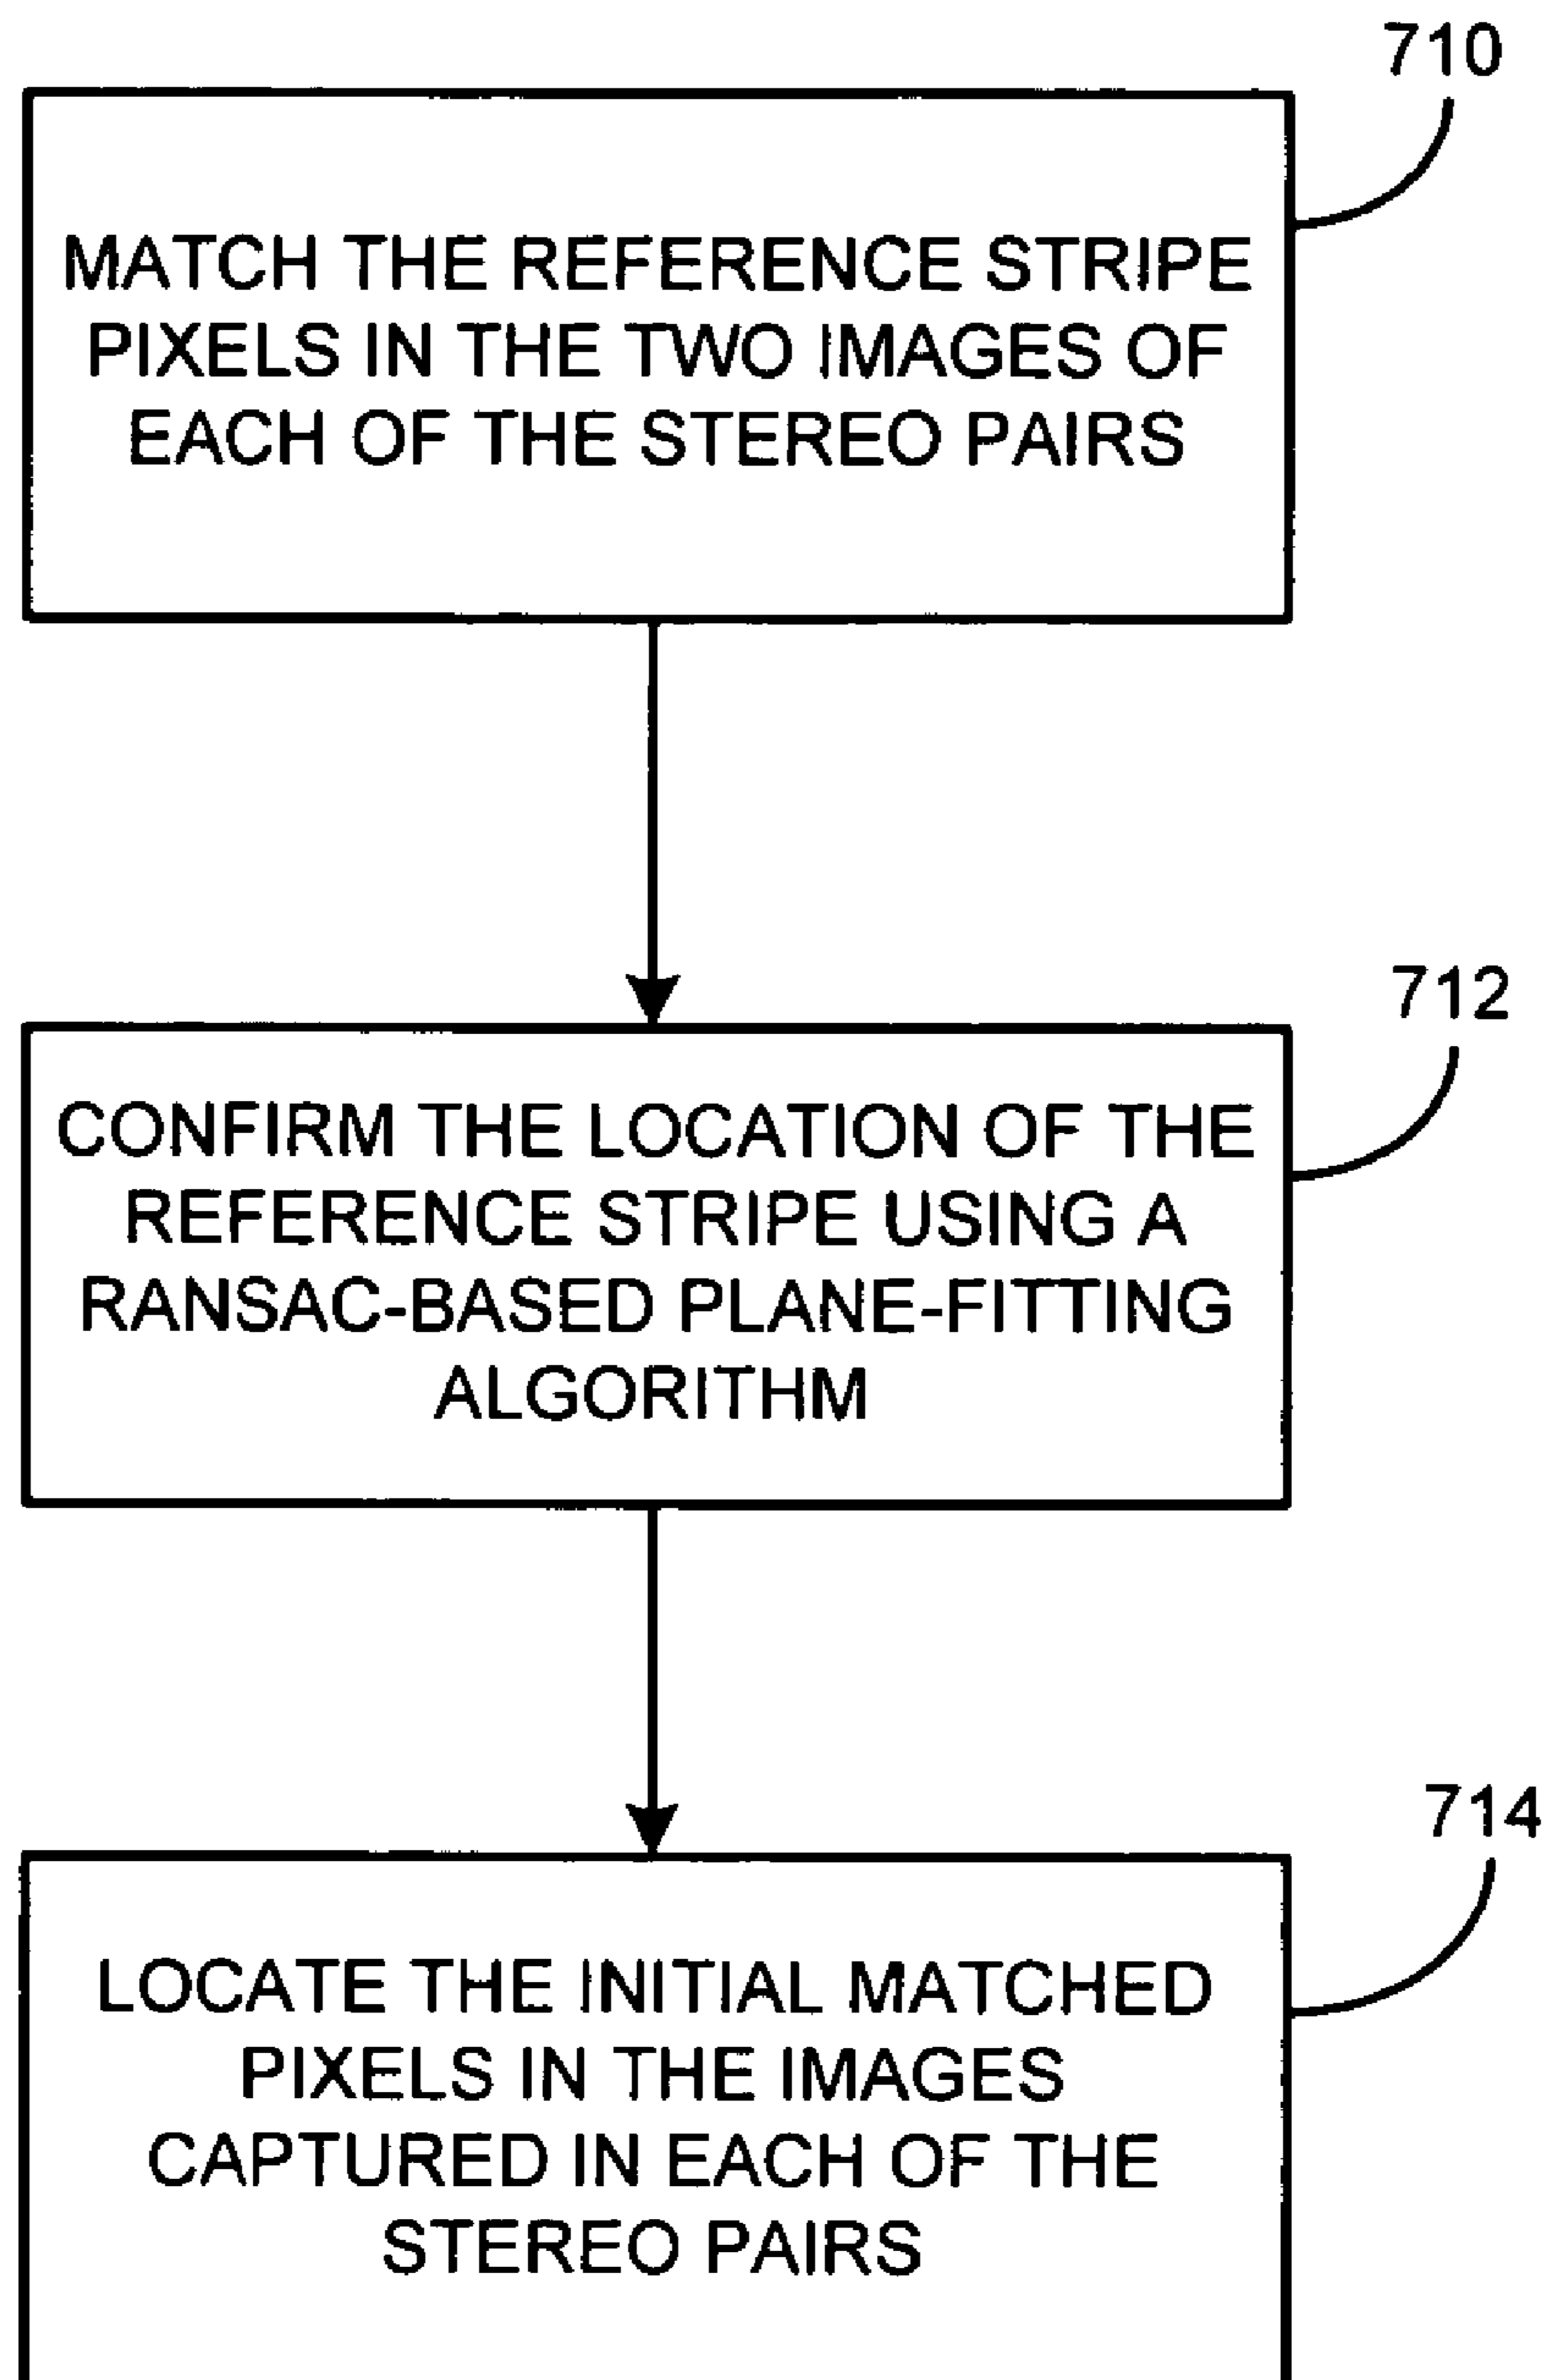 710
MATCH THE REFERENCE STRIPE
PIXELS IN THE TWO IMAGES OF
EACH OF THE STEREO PAIRS
712
CONFIRM THE LOCATION OF THE
REFERENCE STRIPE USING A
RANSAC-BASED PLANE-FITTING
ALGORITHM
714
LOCATE THE INITIAL MATCHED
PIXELS IN THE IMAGES
CAPTURED IN EACH OF THE
STEREO PAIRS